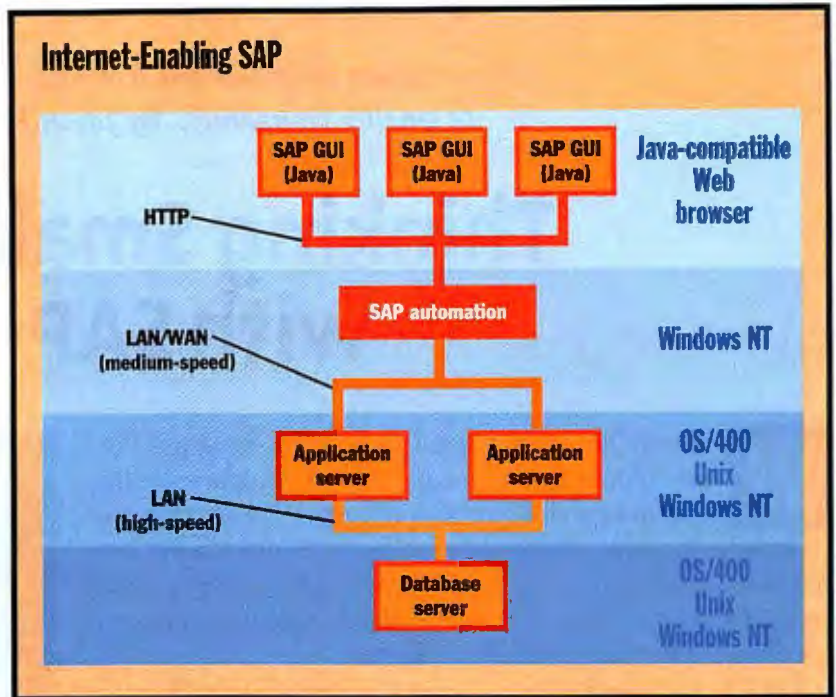 Internet-Enabling SAP
SAP GUI
(Java)
SAP GUI
(Java)
SAP GUI
(Java)
Java-compatible
Web
browser
HTTP
SAP automation
Windows NT
LAN/WAN
(medium-speed)
Application
server
Application
server
OS/400
Unix
Windows NT
LAN
(high-speed)
Database
server
OS/400
Unix
Windows NT